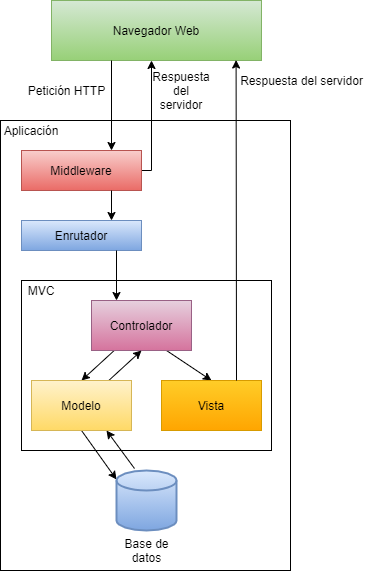 Navegador Web
Petición HTTP
Respuesta
del
servidor
Respuesta del servidor
Aplicación
Middleware
Enrutador
MVC
Controlador
Modelo
Vista
Base de
datos